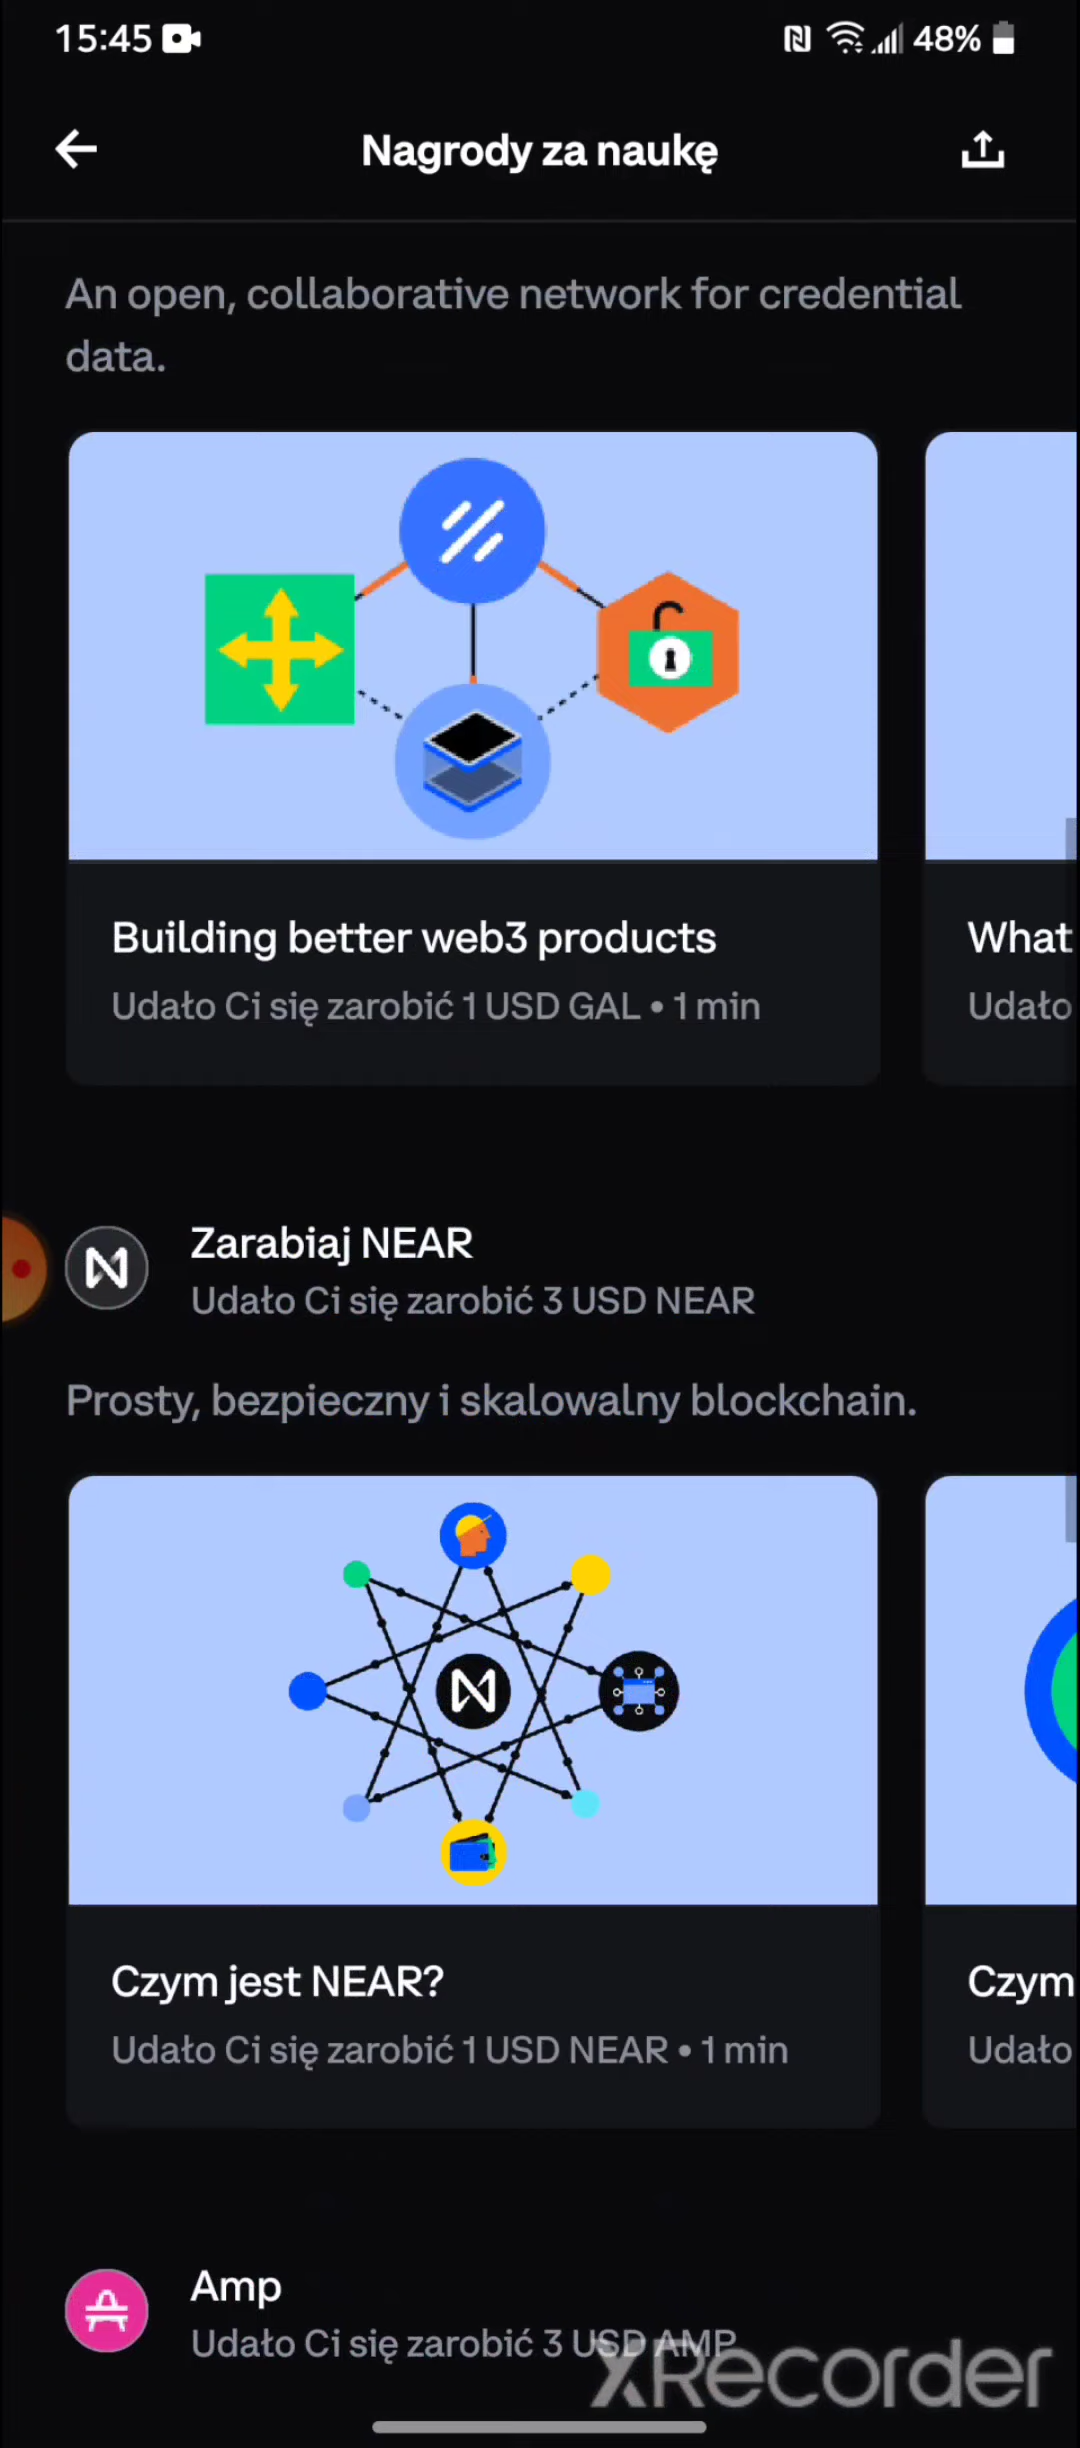 15:45
48%
Nagrody za naukę
An open, collaborative network for credential
data.
Building better web3 products
Udało Ci się zarobić 1 USD GAL • 1 min
What
Udało
Zarabiaj NEAR
Udało Ci się zarobić 3 USD NEAR
Prosty, bezpieczny i skalowalny blockchain.
Czym jest NEAR?
Udało Ci się zarobić 1 USD NEAR • 1 min
Czym
Udało
Amp
Udało Ci się zarobić 3 USD AMP
XRecorder